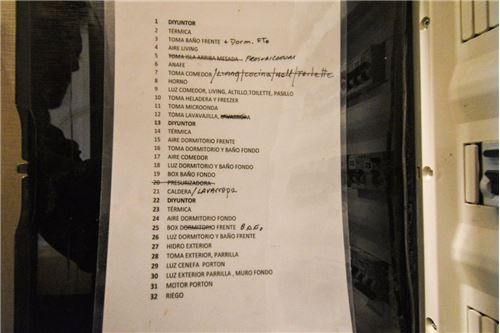 1 DIYUNTOR
2 TÉRMICA
3 TOMA BAÑO FRENTE + Dorm. FTE
4 AIRE LIVING
5 TOMA ISLA ARRIBA MESADA
6 ANAFE
7 TOMA COMEDOR/Living/cocina/Hall/toilette
8 HORNO
9 LUZ COMEDOR, LIVING, ALTILLO,TOILETTE, PASILLO
10 TOMA HELADERA Y FREEZER
11 TOMA MICROONDA
12 TOMA LAVAVAJILLA,
13 DIYUNTOR
14 TÉRMICA
15 AIRE DORMITORIO FRENTE
16 TOMA DORMITORIO Y BAÑO FONDO
17 AIRE COMEDOR
18 LUZ DORMITORIO Y BAÑO FONDO
19 BOX BAÑO FONDO
20 PRESURIZADORA
21 CALDERA/LAVARROPA
22 DIYUNTOR
23 TÉRMICA
24 AIRE DORMITORIO FONDO
25 BOX DORMITORIO FRENTE
26 LUZ DORMITORIO Y BAÑO FRENTE
27 HIDRO EXTERIOR
28 TOMA EXTERIOR, PARRILLA
29 LUZ CENEFA PORTON
30 LUZ EXTERIOR PARRILLA , MURO FONDO
31 MOTOR PORTON
32 RIEGO